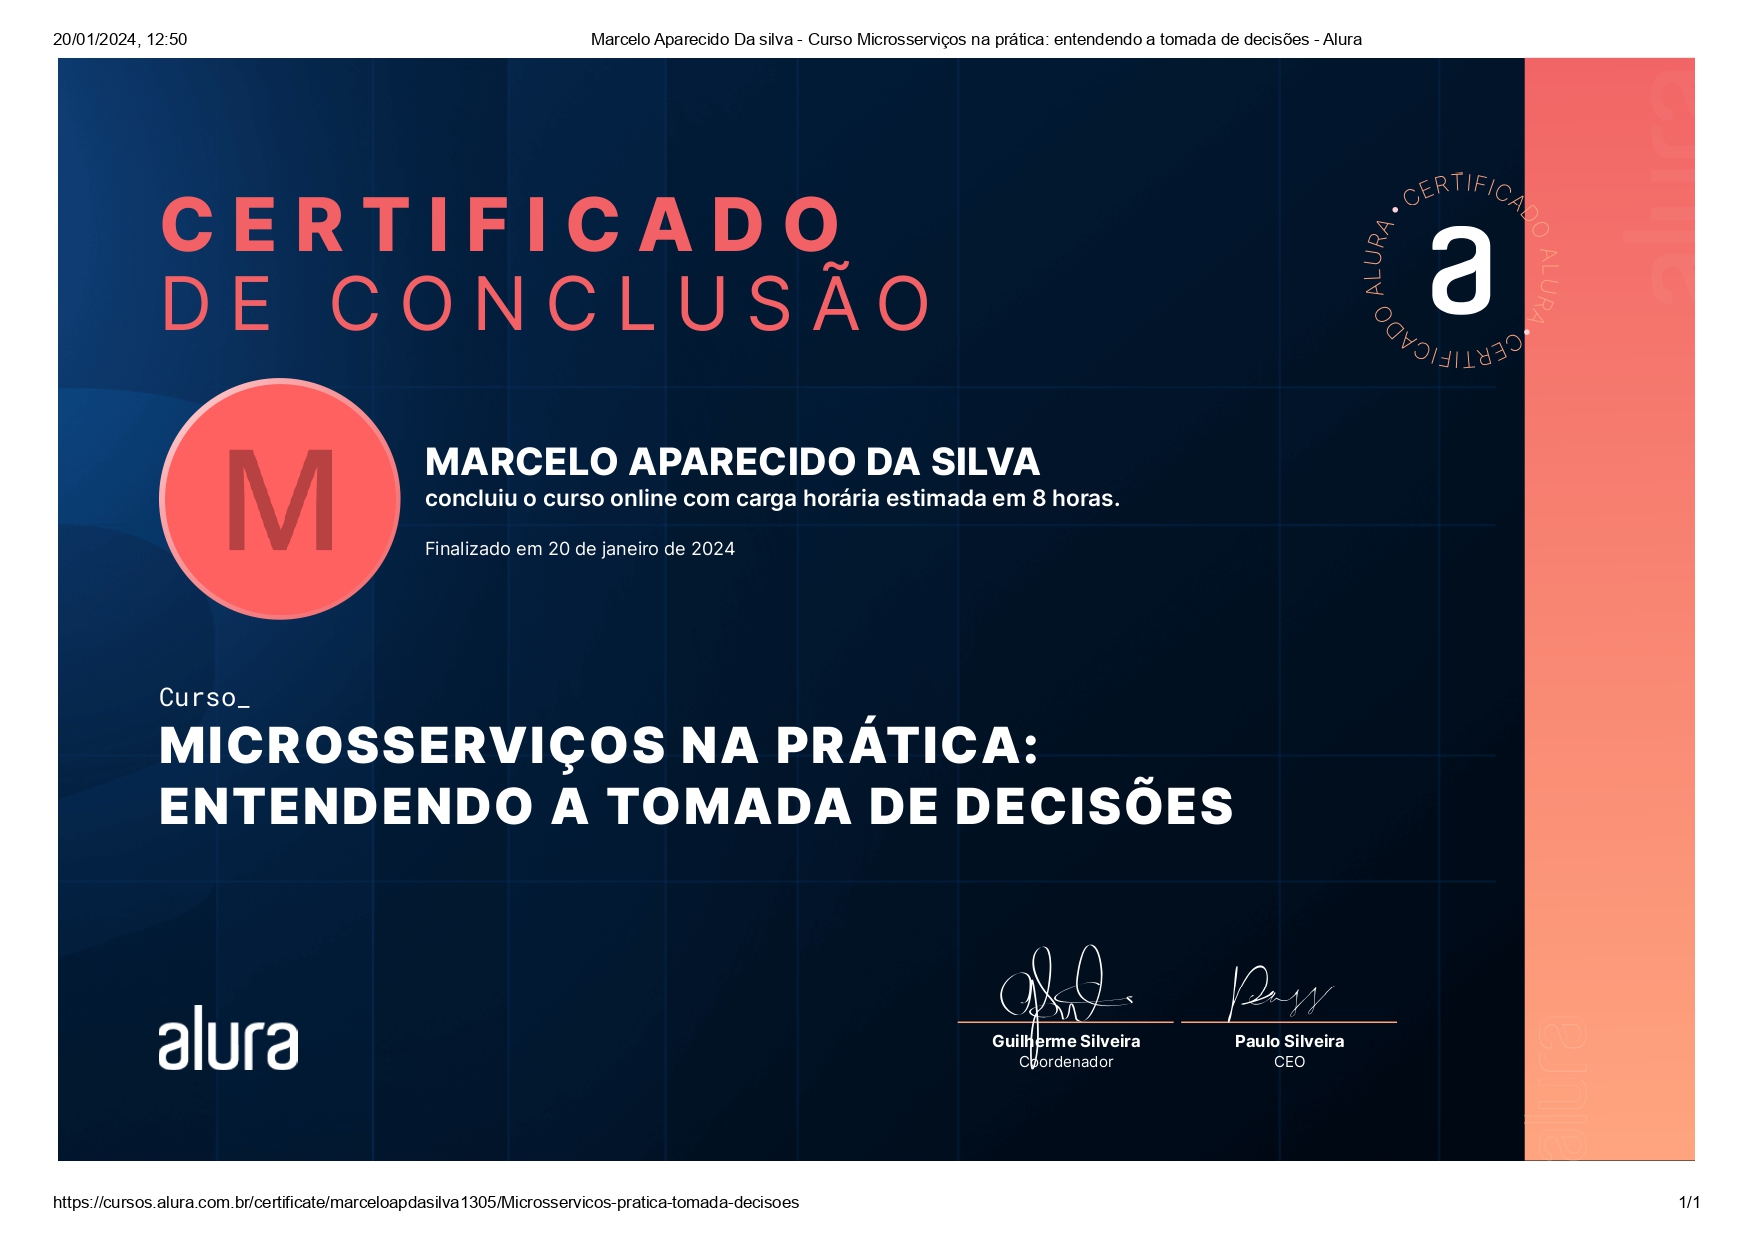 20/01/2024, 12:50
Marcelo Aparecido Da silva - Curso Microsserviços na prática: entendendo a tomada de decisões - Alura
CERTIFICADO
DE CONCLUSÃO
CERTIFICADO ALURA • CERTIFICADO ALURA •
a
alura
M
MARCELO APARECIDO DA SILVA
concluiu o curso online com carga horária estimada em 8 horas.
Finalizado em 20 de janeiro de 2024
Curso_
MICROSSERVIÇOS NA PRÁTICA:
ENTENDENDO A TOMADA DE DECISÕES
alura
Guilherme Silveira
Coordenador
Paulo Silveira
CEO
alura
https://cursos.alura.com.br/certificate/marceloapdasilva1305/Microsservicos-pratica-tomada-decisoes
1/1